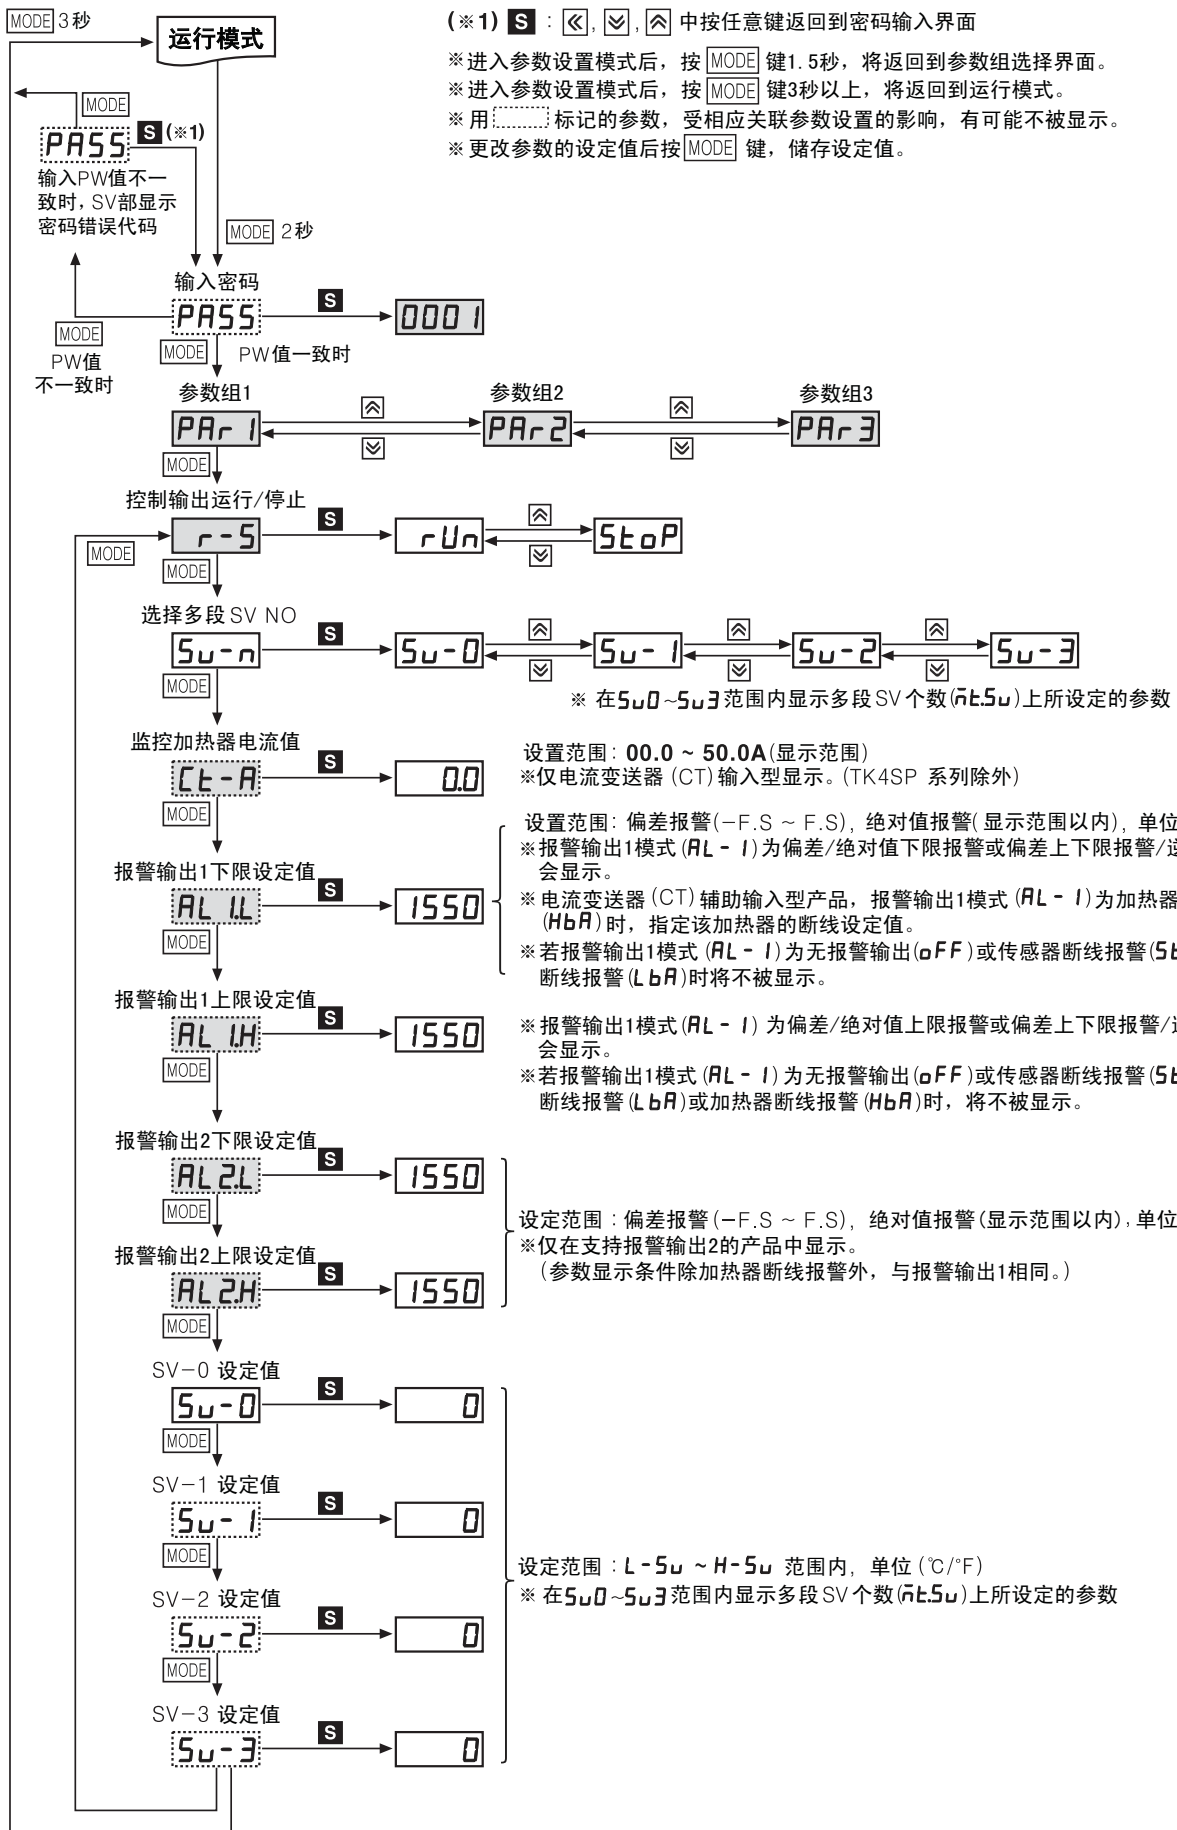 MODE 3秒
运行模式
(※1) S : «, ︾, ︽ 中按任意键返回到密码输入界面
※进入参数设置模式后，按 MODE 键1.5秒，将返回到参数组选择界面。
※进入参数设置模式后，按 MODE 键3秒以上，将返回到运行模式。
※用 标记的参数，受相应关联参数设置的影响，有可能不被显示。
※更改参数的设定值后按 MODE 键，储存设定值。
MODE
PASS S (※1)
输入PW值不一
致时，SV部显示
密码错误代码
MODE 2秒
输入密码
PASS S 0001
MODE
PW值
不一致时
MODE PW值一致时
参数组1 参数组2 参数组3
PAr1 ︽ ︾ PAr2 ︽ ︾ PAr3
MODE
控制输出运行/停止
MODE
r-S S rUn ︽ ︾ StoP
MODE
选择多段 SV NO
Su-n S Su-0 ︽ ︾ Su-1 ︽ ︾ Su-2 ︽ ︾ Su-3
MODE
※ 在Su0~Su3范围内显示多段SV个数(mt.Su)上所设定的参数
监控加热器电流值
Ct-A S 0.0
MODE
设置范围：00.0 ~ 50.0A(显示范围)
※仅电流变送器 (CT)输入型显示。(TK4SP 系列除外)
报警输出1下限设定值
AL1.L S 1550
MODE
设置范围：偏差报警(-F.S ~ F.S)，绝对值报警(显示范围以内)，单位
※报警输出1模式(AL-1)为偏差/绝对值下限报警或偏差上下限报警/
会显示。
※电流变送器(CT)辅助输入型产品，报警输出1模式(AL-1)为加热器
(HbA)时，指定该加热器的断线设定值。
※若报警输出1模式(AL-1)为无报警输出(oFF)或传感器断线报警(Sb
断线报警(LbA)时将不被显示。
报警输出1上限设定值
AL1.H S 1550
MODE
※报警输出1模式(AL-1)为偏差/绝对值上限报警或偏差上下限报警/
会显示。
※若报警输出1模式(AL-1)为无报警输出(oFF)或传感器断线报警(Sb
断线报警(LbA)或加热器断线报警(HbA)时，将不被显示。
报警输出2下限设定值
AL2.L S 1550
MODE
报警输出2上限设定值
AL2.H S 1550
MODE
设定范围：偏差报警(-F.S ~ F.S)，绝对值报警(显示范围以内)，单位
※仅在支持报警输出2的产品中显示。
(参数显示条件除加热器断线报警外，与报警输出1相同。)
SV-0 设定值
Su-0 S 0
MODE
SV-1 设定值
Su-1 S 0
MODE
SV-2 设定值
Su-2 S 0
MODE
SV-3 设定值
Su-3 S 0
设定范围：L-Su ~ H-Su 范围内，单位 (℃/°F)
※ 在Su0~Su3范围内显示多段SV个数(mt.Su)上所设定的参数